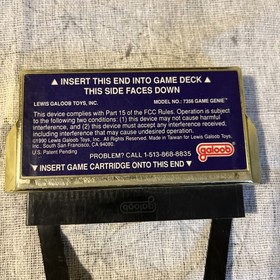 ▲ INSERT THIS END INTO GAME DECK ▲
THIS SIDE FACES DOWN
LEWIS GALOOB TOYS, INC. MODEL NO.: 7356 GAME GENIE™
This device complies with Part 15 of the FCC Rules. Operation is subject
to the following two conditions: (1) this device may not cause harmful
interference, and (2) this device must accept any interference received,
including interference that may cause undesired operation.
©1990 Lewis Galoob Toys, Inc. All rights reserved. Made in Taiwan for Lewis Galoob Toys,
Inc. South San Francisco, CA 94080.
U.S. Patents Pending
PROBLEM? CALL 1-513-868-8835
galoob
▼ INSERT GAME CARTRIDGE ONTO THIS END ▼
galoob